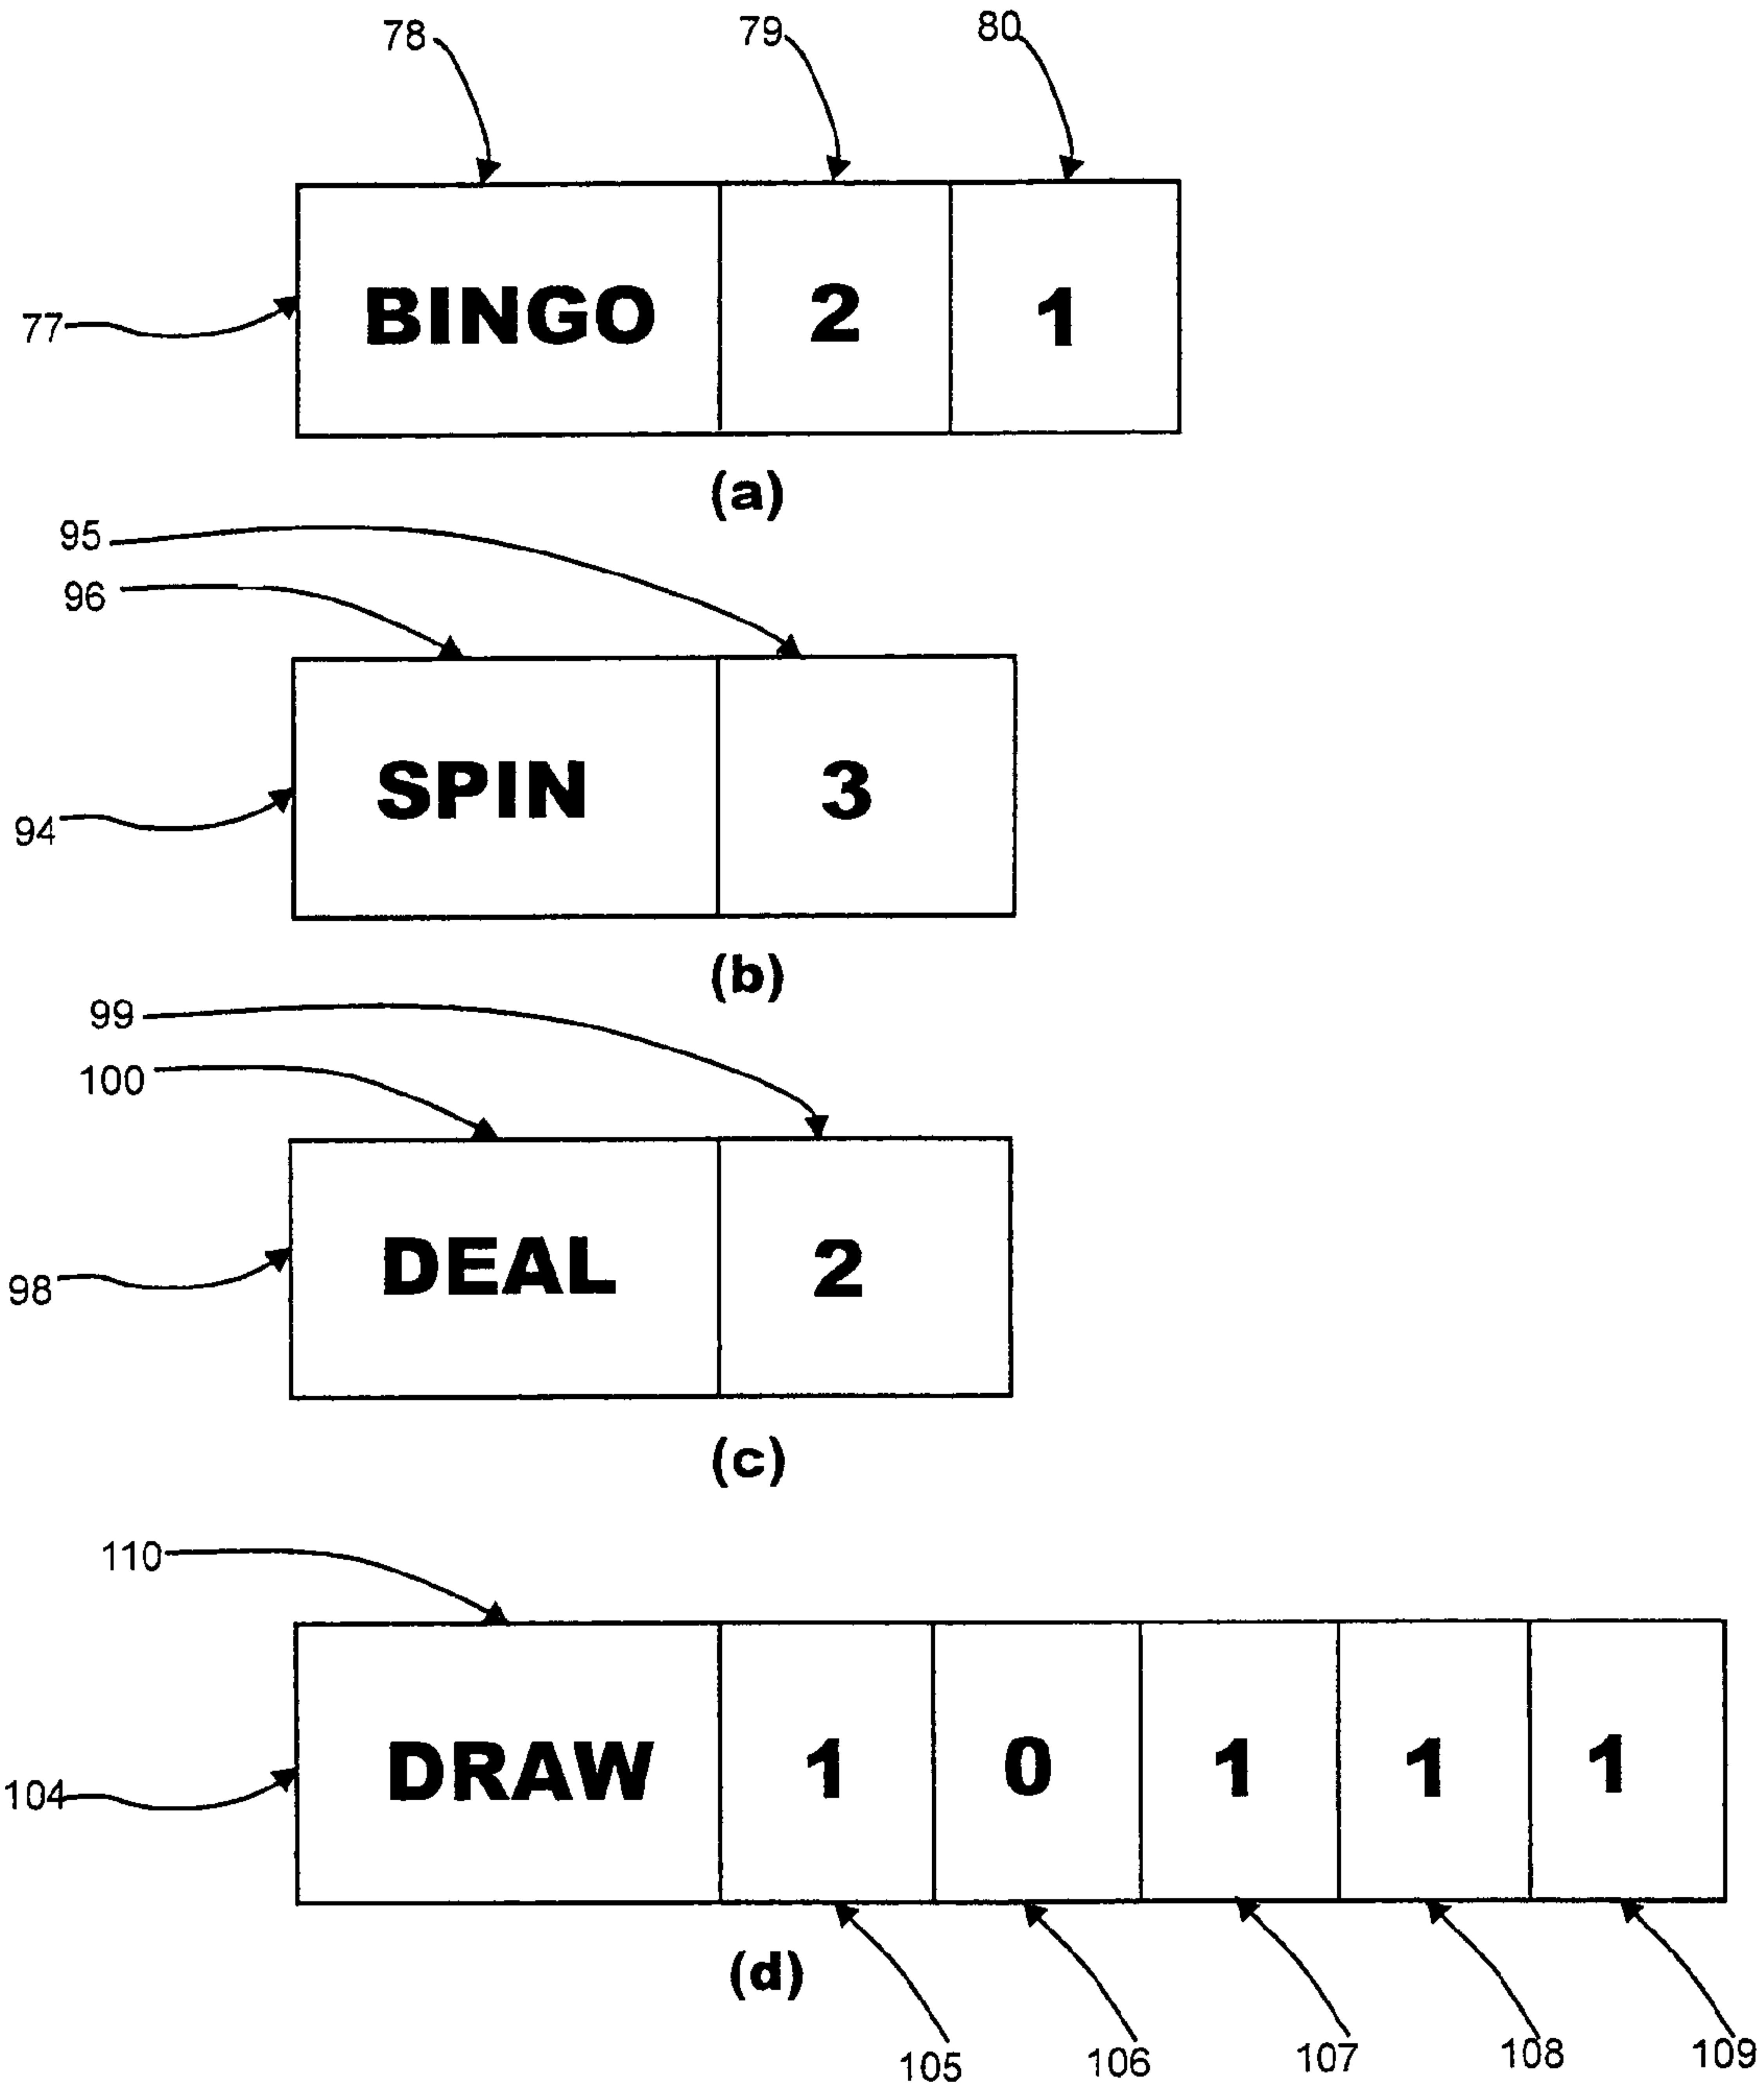 78 79 80
77 BINGO 2 1
(a)
95
96
94 SPIN 3
(b)
99
100
98 DEAL 2
(c)
110
104 DRAW 1 0 1 1 1
(d)
105 106 107 108 109